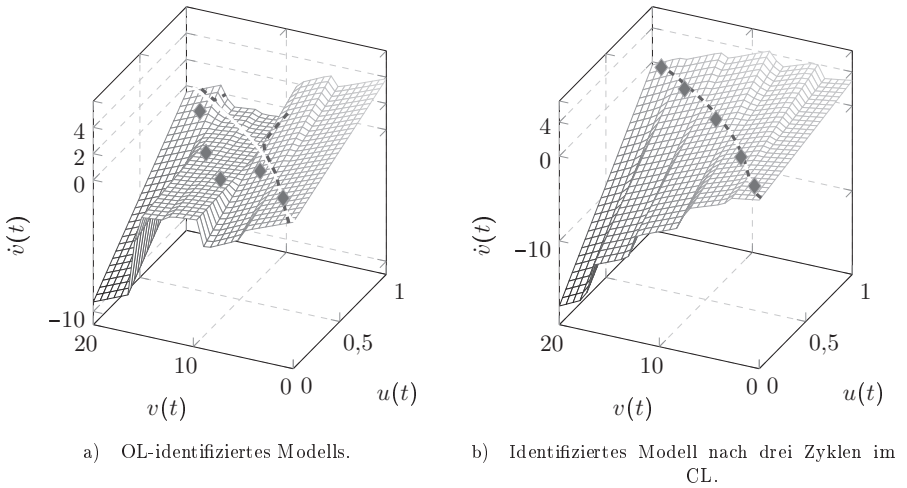 4
2
0
−10
v̇(t)
20
10
0
v(t)
0
0,5
1
u(t)
4
0
−10
v̇(t)
20
10
0
v(t)
0
0,5
1
u(t)
a) OL-identifiziertes Modells.
b) Identifiziertes Modell nach drei Zyklen im
CL.